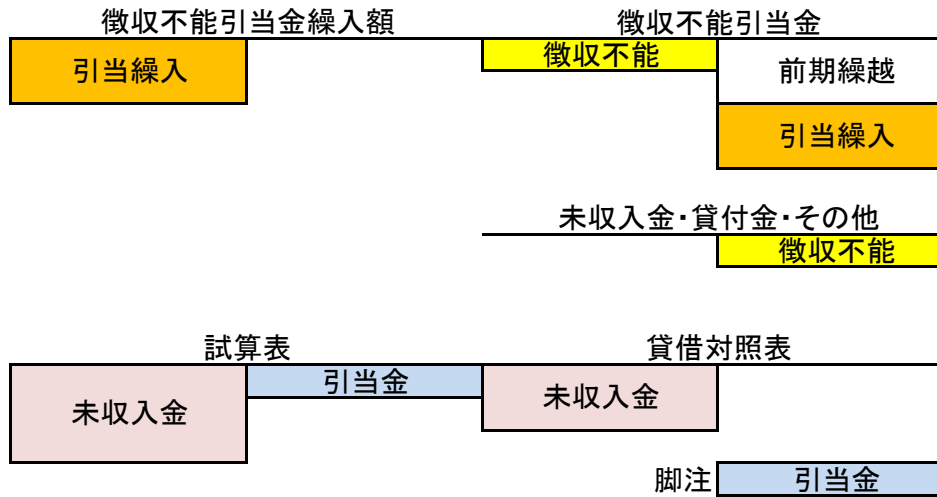 徴収不能引当金繰入額
徴収不能引当金
引当繰入
徴収不能
前期繰越
引当繰入
未収入金・貸付金・その他
徴収不能
試算表
貸借対照表
未収入金
引当金
未収入金
脚注
引当金